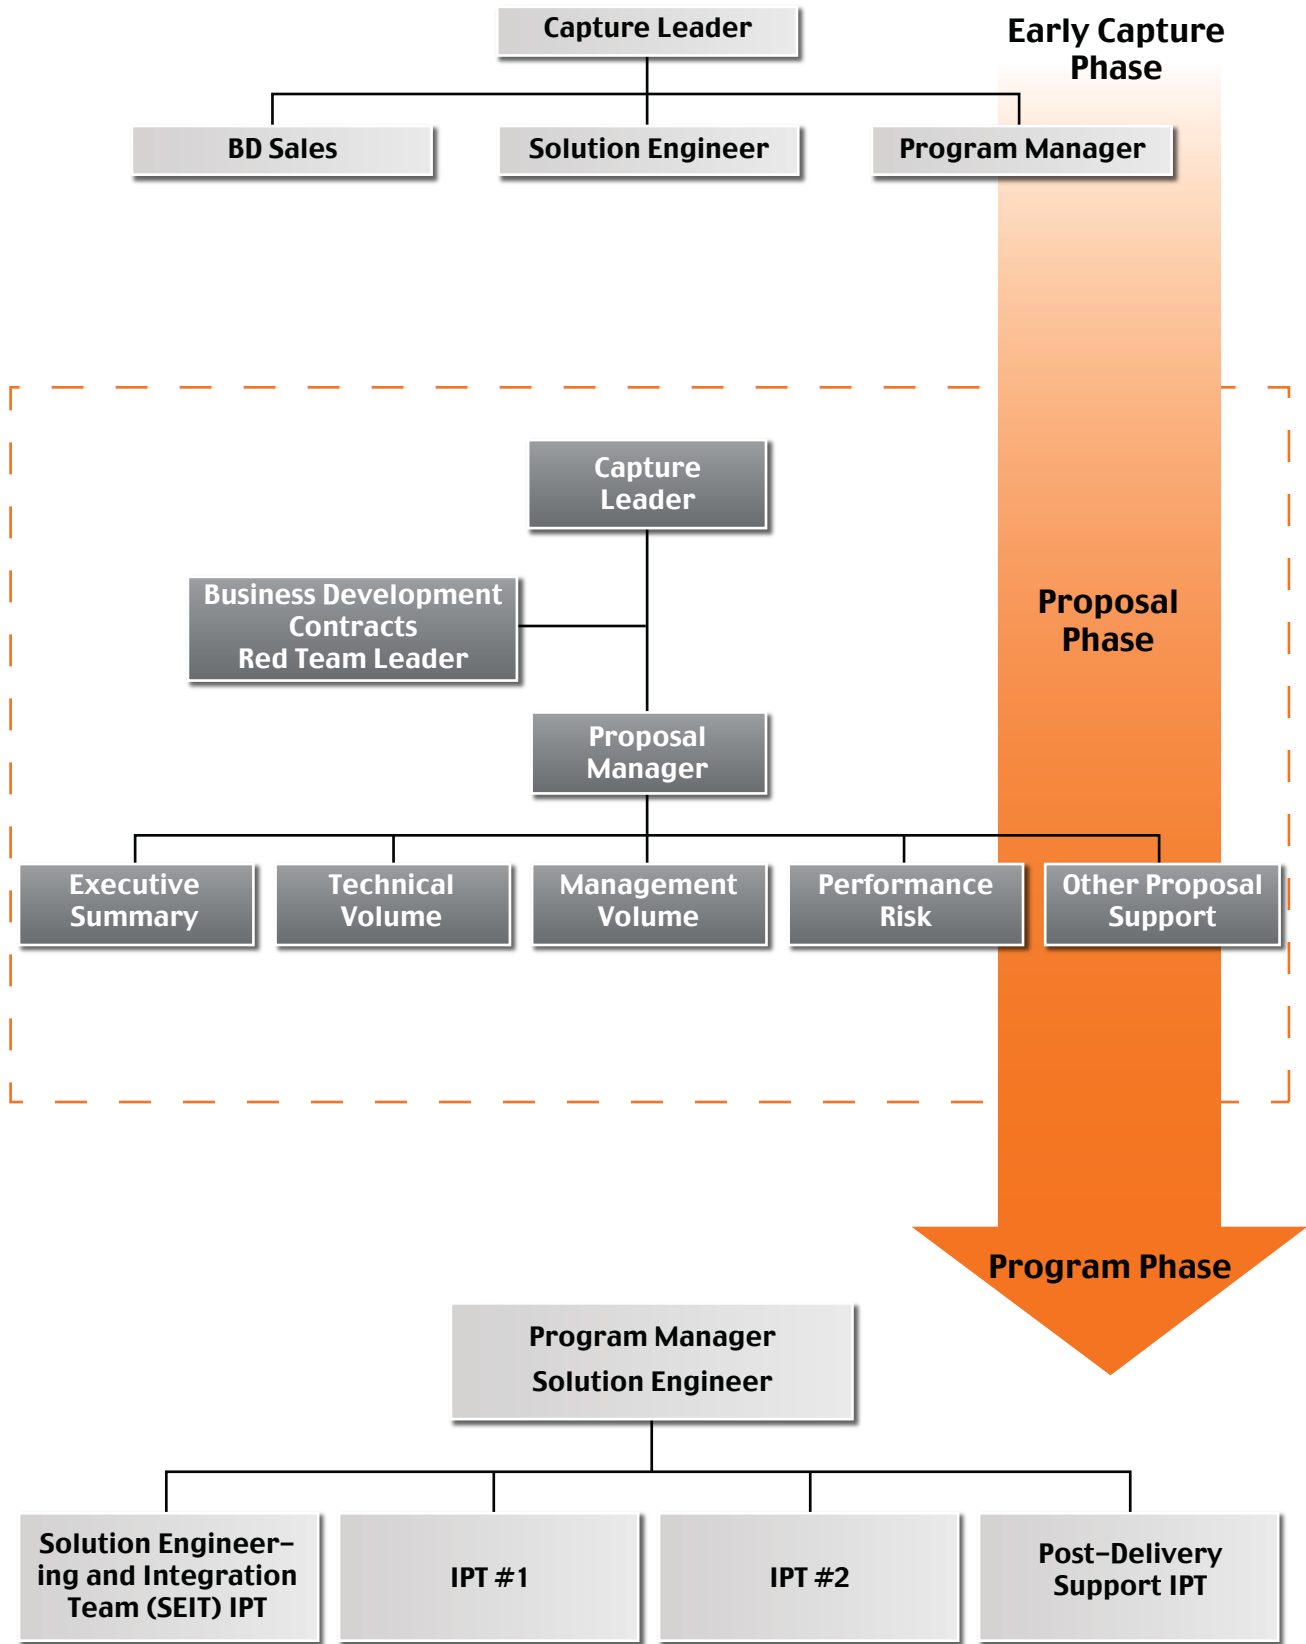 Capture Leader
Early Capture
Phase
BD Sales
Solution Engineer
Program Manager
Capture
Leader
Business Development
Contracts
Red Team Leader
Proposal
Phase
Proposal
Manager
Executive
Summary
Technical
Volume
Management
Volume
Performance
Risk
Other Proposal
Support
Program Phase
Program Manager
Solution Engineer
Solution Engineer–
ing and Integration
Team (SEIT) IPT
IPT #1
IPT #2
Post–Delivery
Support IPT